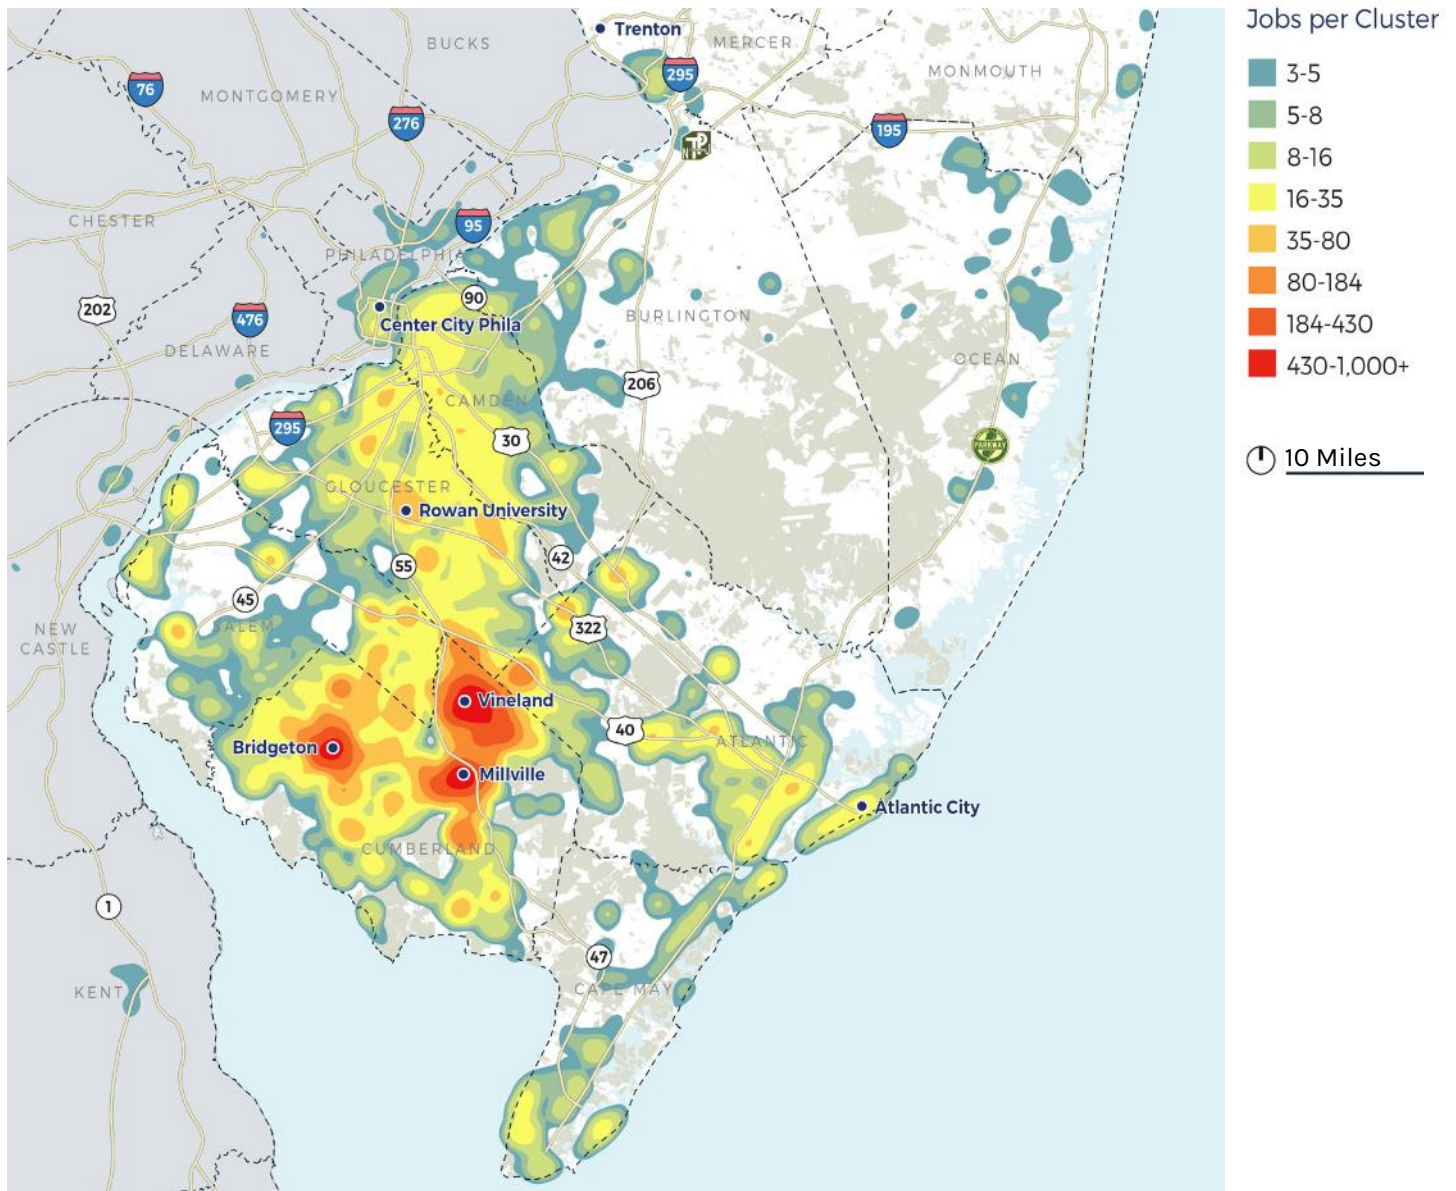 Jobs per Cluster
3-5
5-8
8-16
16-35
35-80
80-184
184-430
430-1,000+
10 Miles
Trenton
BUCKS
MERCER
MONMOUTH
295
76
MONTGOMERY
276
195
TP
CHESTER
95
PHILADELPHIA
202
90
476
Center City Phila
BURLINGTON
DELAWARE
OCEAN
206
CAMDEN
295
30
PARKWAY
GLOUCESTER
Rowan University
42
55
45
SALEM
322
NEW
CASTLE
Vineland
40
ATLANTIC
Bridgeton
Millville
Atlantic City
CUMBERLAND
1
47
KENT
CAPE MAY